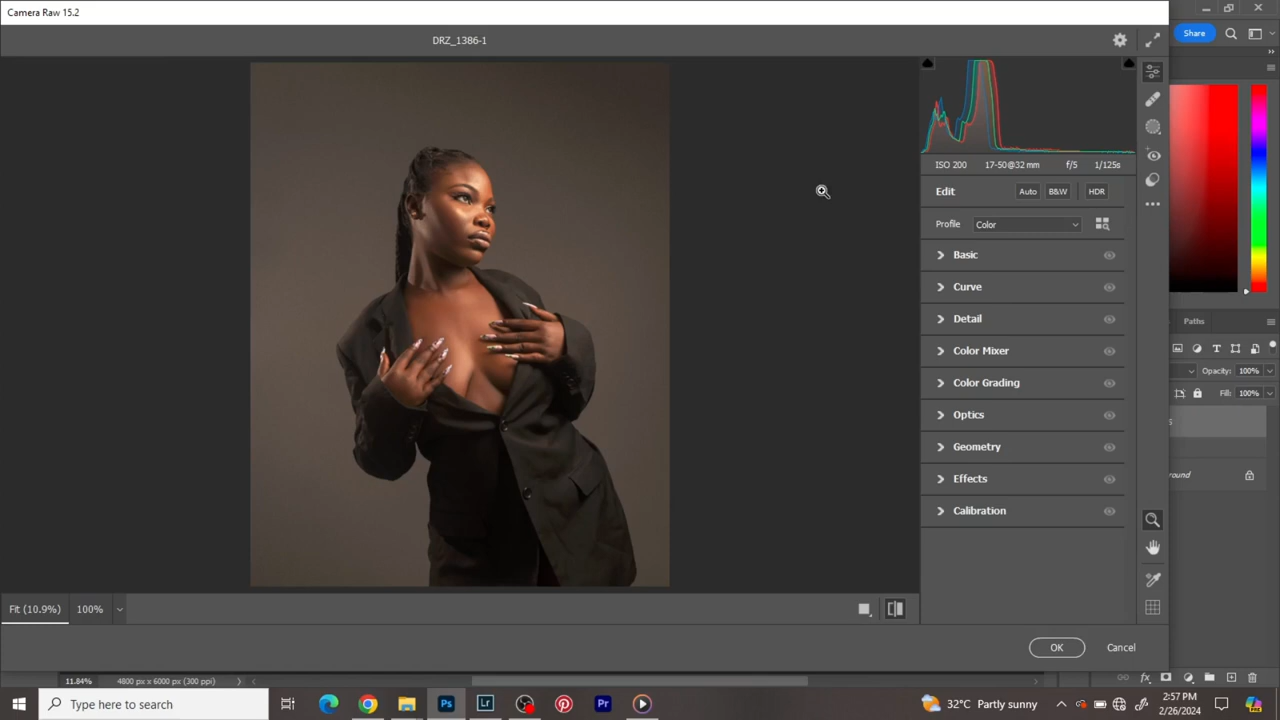 Camera Raw 15.2
DRZ_1386-1
Share
ISO 200 17-50@32 mm f/5 1/125s
Edit Auto B&W HDR
Profile Color
Basic
Curve
Detail
Color Mixer
Color Grading
Optics
Geometry
Effects
Calibration
Paths
Opacity: 100%
Fill: 100%
Fit (10.9%) 100%
OK Cancel
11.84% 4800 px x 6000 px (300 ppi)
Type here to search
Ps
Lr
Pr
32°C Partly sunny
2:57 PM
2/26/2024